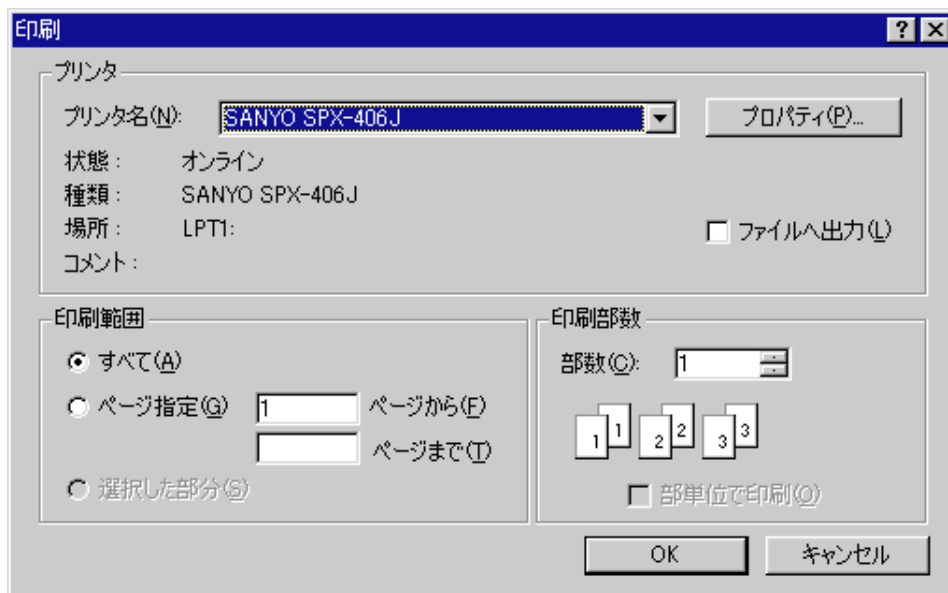 印刷
プリンタ
プリンタ名(N): SANYO SPX-406J プロパティ(P)...
状態: オンライン
種類: SANYO SPX-406J
場所: LPT1: ファイルへ出力(L)
コメント:
印刷範囲
すべて(A)
ページ指定(G) 1 ページから(F)
ページまで(T)
選択した部分(S)
印刷部数
部数(C): 1
1 1 2 2 3 3
部単位で印刷(O)
OK キャンセル